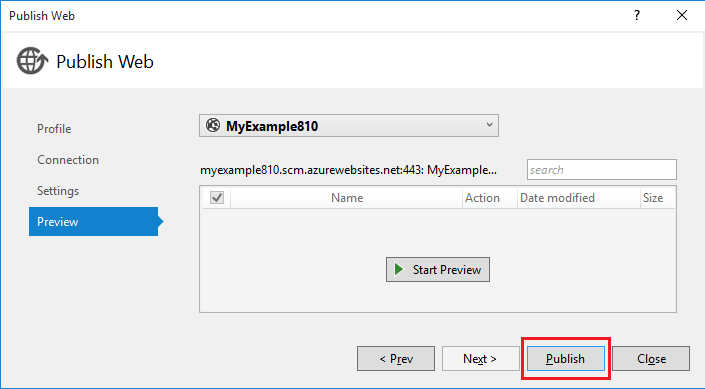 Publish Web
?
Publish Web
Profile
Connection
Settings
Preview
MyExample810
myexample810.scm.azurewebsites.net:443: MyExample...
search
Name Action Date modified Size
Start Preview
< Prev Next > Publish Close